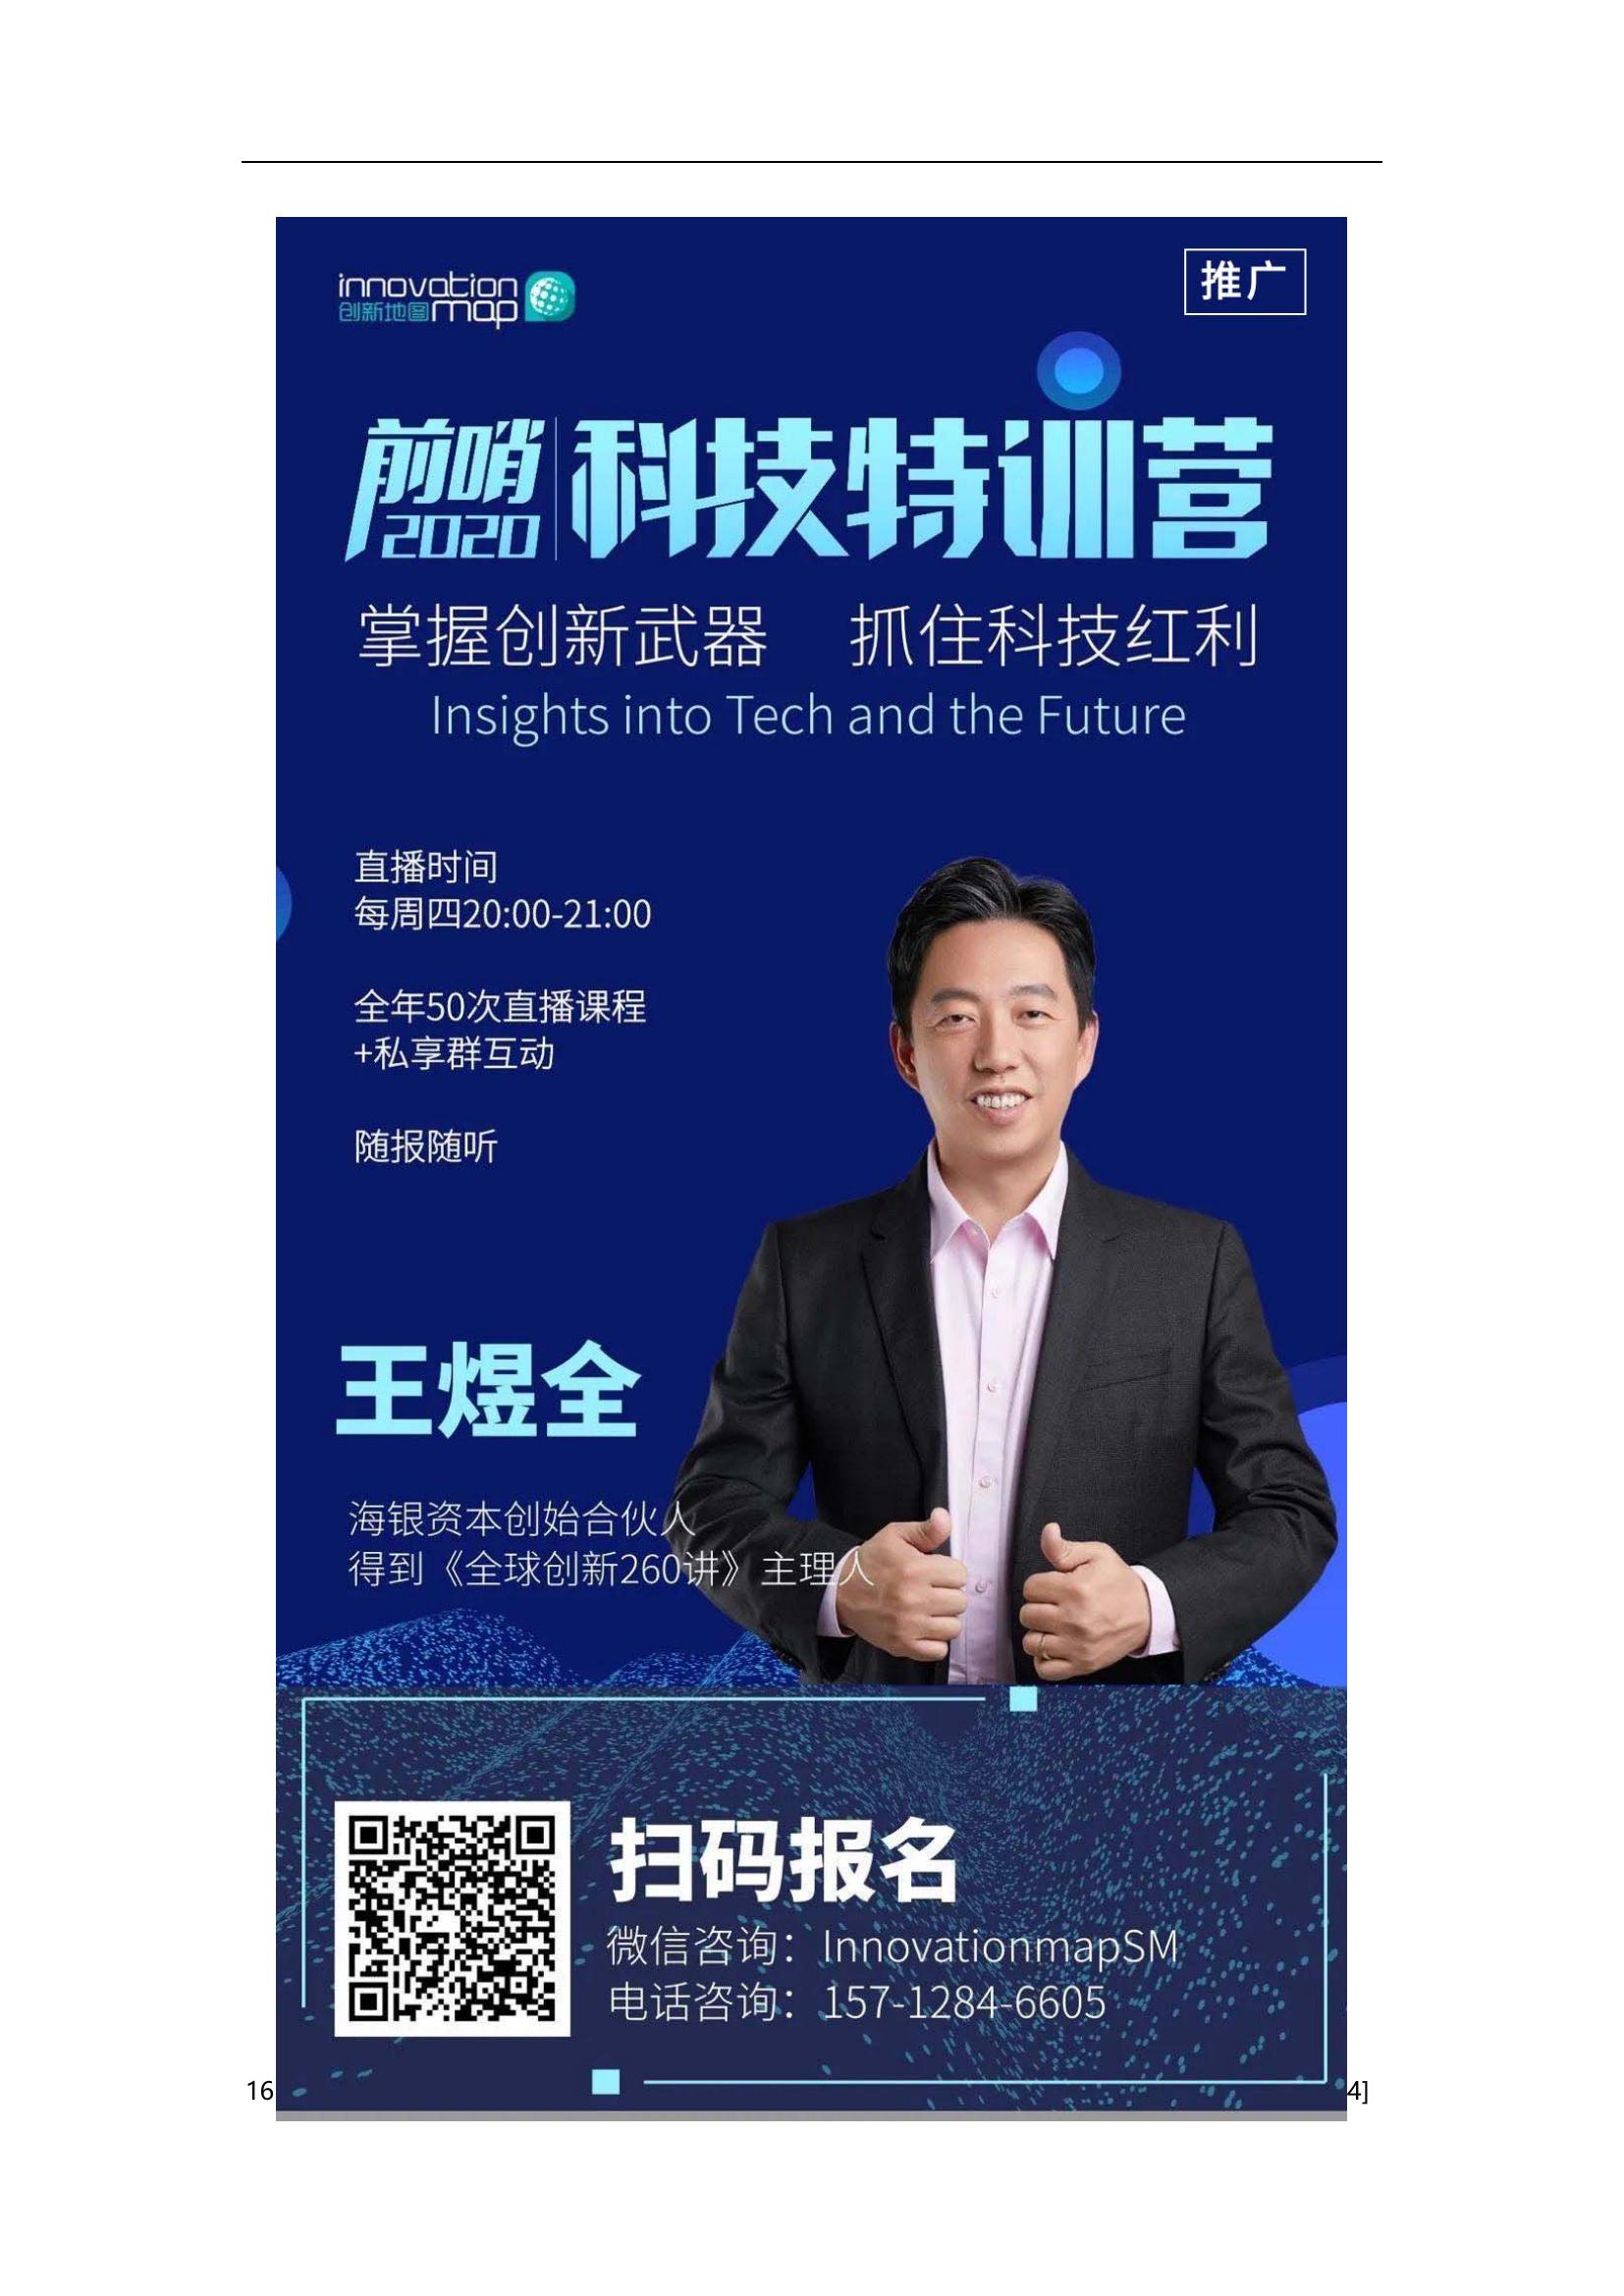 innovation
创新地图map
推广
前哨
2020
科技特训营
掌握创新武器 抓住科技红利
Insights into Tech and the Future
直播时间
每周四20:00-21:00
全年50次直播课程
+私享群互动
随报随听
王煜全
海银资本创始合伙人
得到《全球创新260讲》主理人
扫码报名
微信咨询：InnovationmapSM
电话咨询：157-1284-6605
16
4]